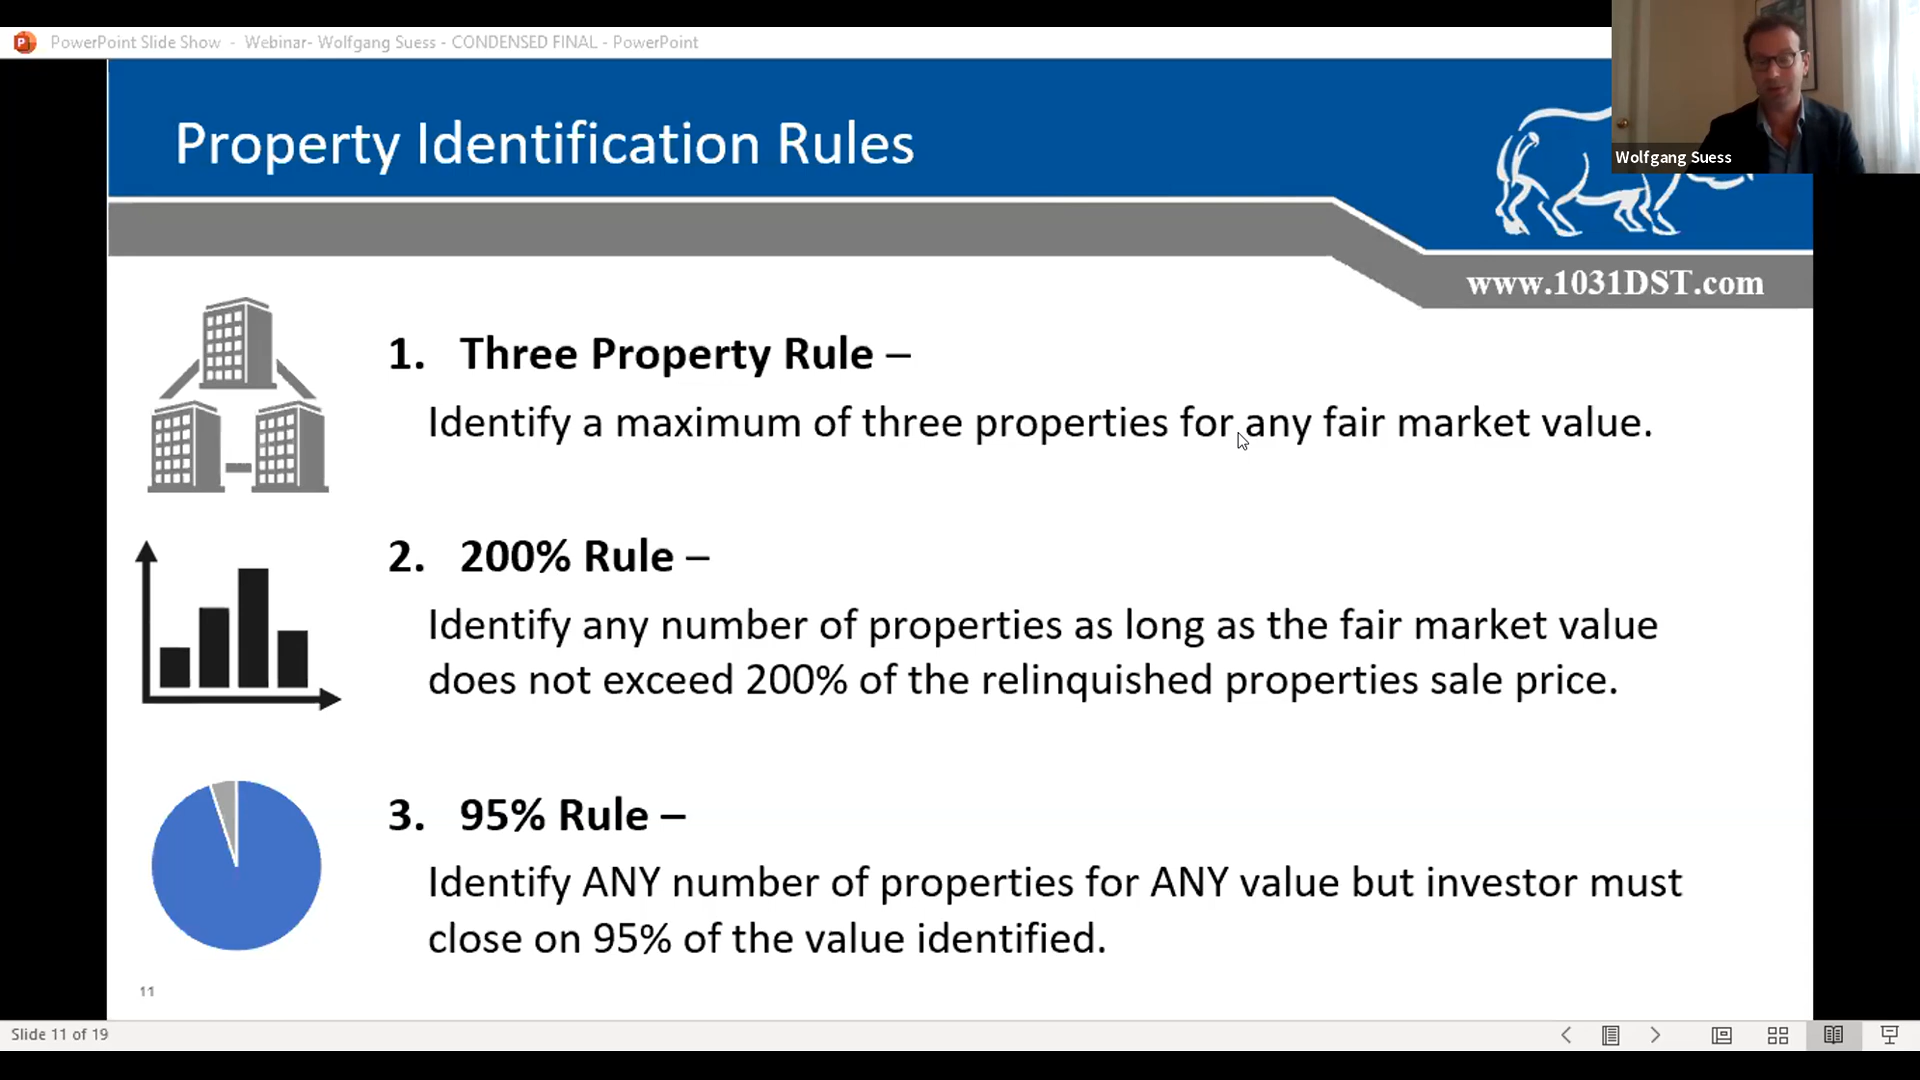 PowerPoint Slide Show - Webinar- Wolfgang Suess - CONDENSED FINAL - PowerPoint
Wolfgang Suess
Property Identification Rules
www.1031DST.com
1. Three Property Rule –
Identify a maximum of three properties for any fair market value.
2. 200% Rule –
Identify any number of properties as long as the fair market value
does not exceed 200% of the relinquished properties sale price.
3. 95% Rule –
Identify ANY number of properties for ANY value but investor must
close on 95% of the value identified.
11
Slide 11 of 19